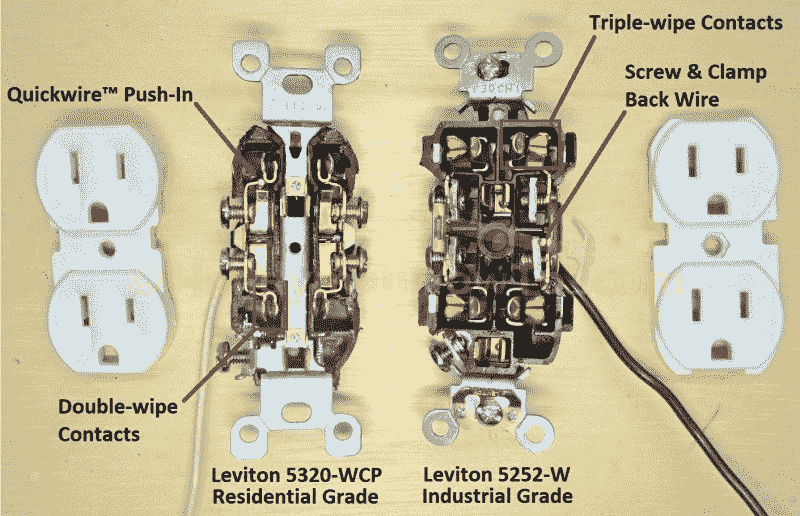 Triple-wipe Contacts
Quickwire™ Push-In
Screw & Clamp
Back Wire
Double-wipe
Contacts
Leviton 5320-WCP
Residential Grade
Leviton 5252-W
Industrial Grade